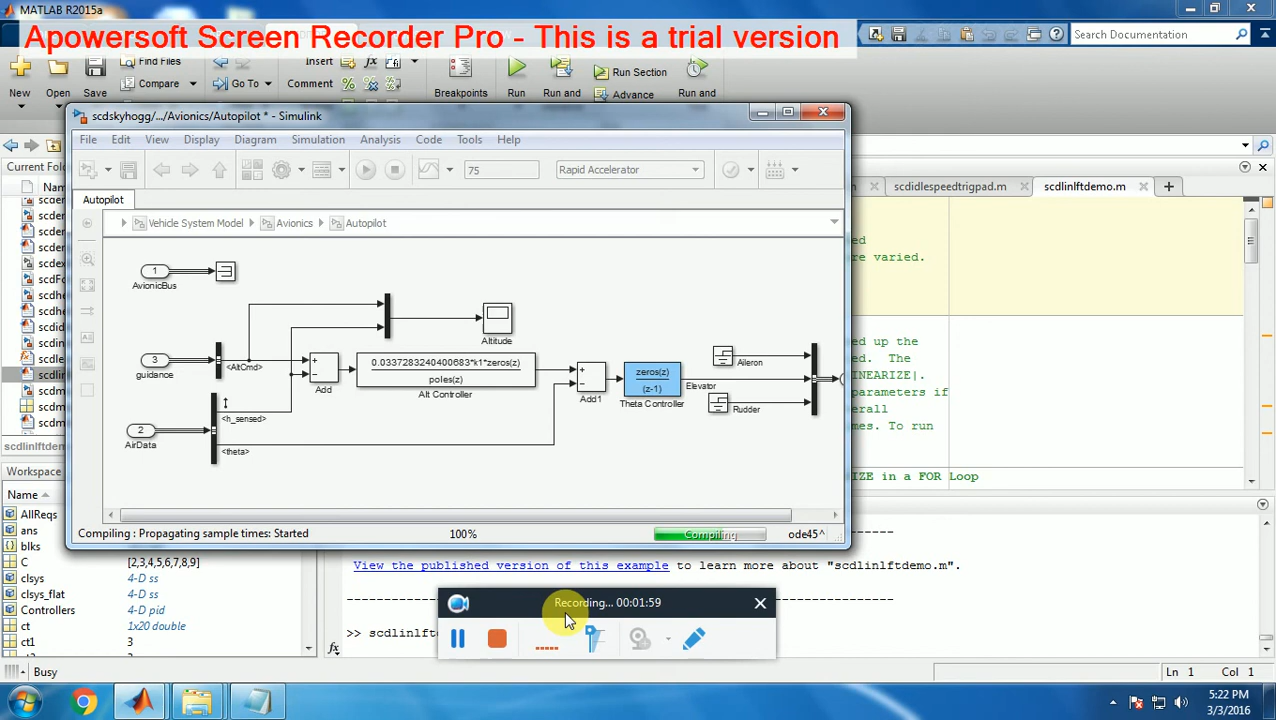 MATLAB R2015a
Apowersoft Screen Recorder Pro - This is a trial version
Search Documentation
Find Files
Insert
fx
New
Open
Save
Compare
Go To
Comment
Breakpoints
Run
Run and
Run Section
Advance
Run and
scdskyhogg/.../Avionics/Autopilot * - Simulink
File Edit View Display Diagram Simulation Analysis Code Tools Help
75
Rapid Accelerator
Current Fold
scdidlespeedtrigpad.m
scdlinlftdemo.m
Autopilot
Vehicle System Model
Avionics
Autopilot
1
AvionicBus
3
guidance
<AltCmd>
Add
0.0337283240400683*k1*zeros(z)
poles(z)
Alt Controller
Altitude
Add1
zeros(z)
(z-1)
Theta Controller
Aileron
Elevator
Rudder
<h_sensed>
2
AirData
<theta>
Compiling : Propagating sample times: Started
100%
Compiling
ode45^
ed
re varied.
ed up the
ed.  The
LINEARIZE|.
parameters if
erall
mes. To run
IZE in a FOR Loop
scdlinlftdemo
Workspace
Name
AllReqs
ans
blks
C [2,3,4,5,6,7,8,9]
clsys 4-D ss
clsys_flat 4-D ss
Controllers 4-D pid
ct 1x20 double
ct1 3
View the published version of this example to learn more about "scdlinlftdemo.m".
>> scdlinlft
Recording... 00:01:59
Busy
Ln 1 Col 1
5:22 PM
3/3/2016